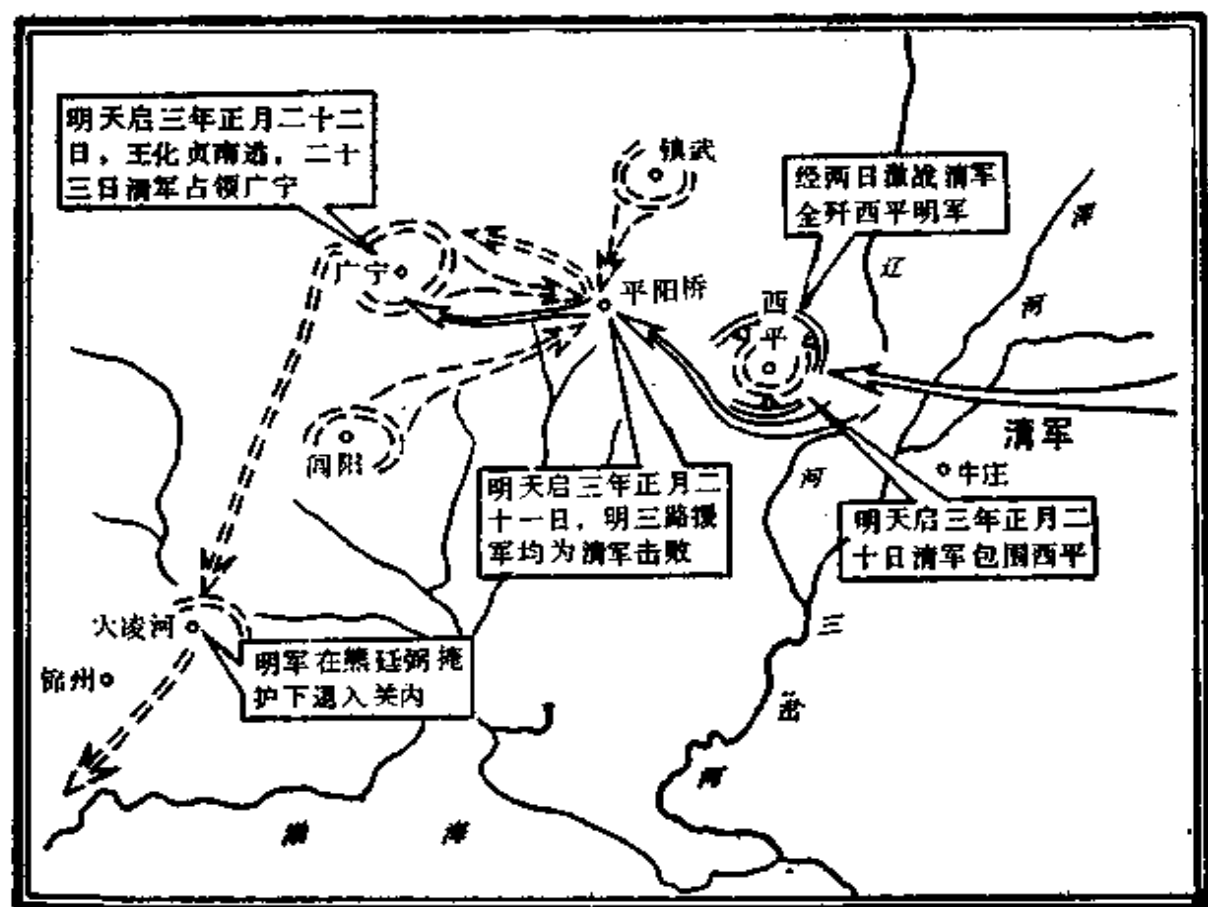 明天启三年正月二十二
日，王化贞南逃，二十
三日清军占领广宁
镇武
经两日激战清军
全歼西平明军
浑
河
辽
河
广宁
平阳桥
西
平
清军
闾阳
牛庄
明天启三年正月二
十一日，明三路援
军均为清军击败
明天启三年正月二
十日清军包围西平
大凌河
锦州
明军在熊廷弼掩
护下退入关内
三
岔
河
渤海